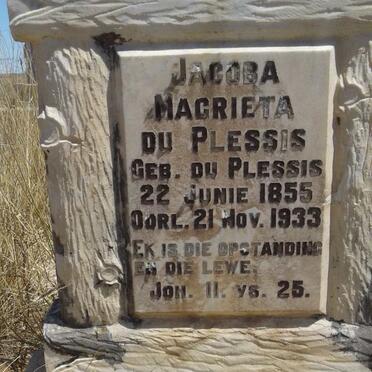 JACOBA
MAGRIETA
DU PLESSIS
GEB. DU PLESSIS
22 JUNIE 1855
OORL. 21 NOV. 1933
EK IS DIE OPSTANDING
EN DIE LEWE.
JOH. 11. VS. 25.